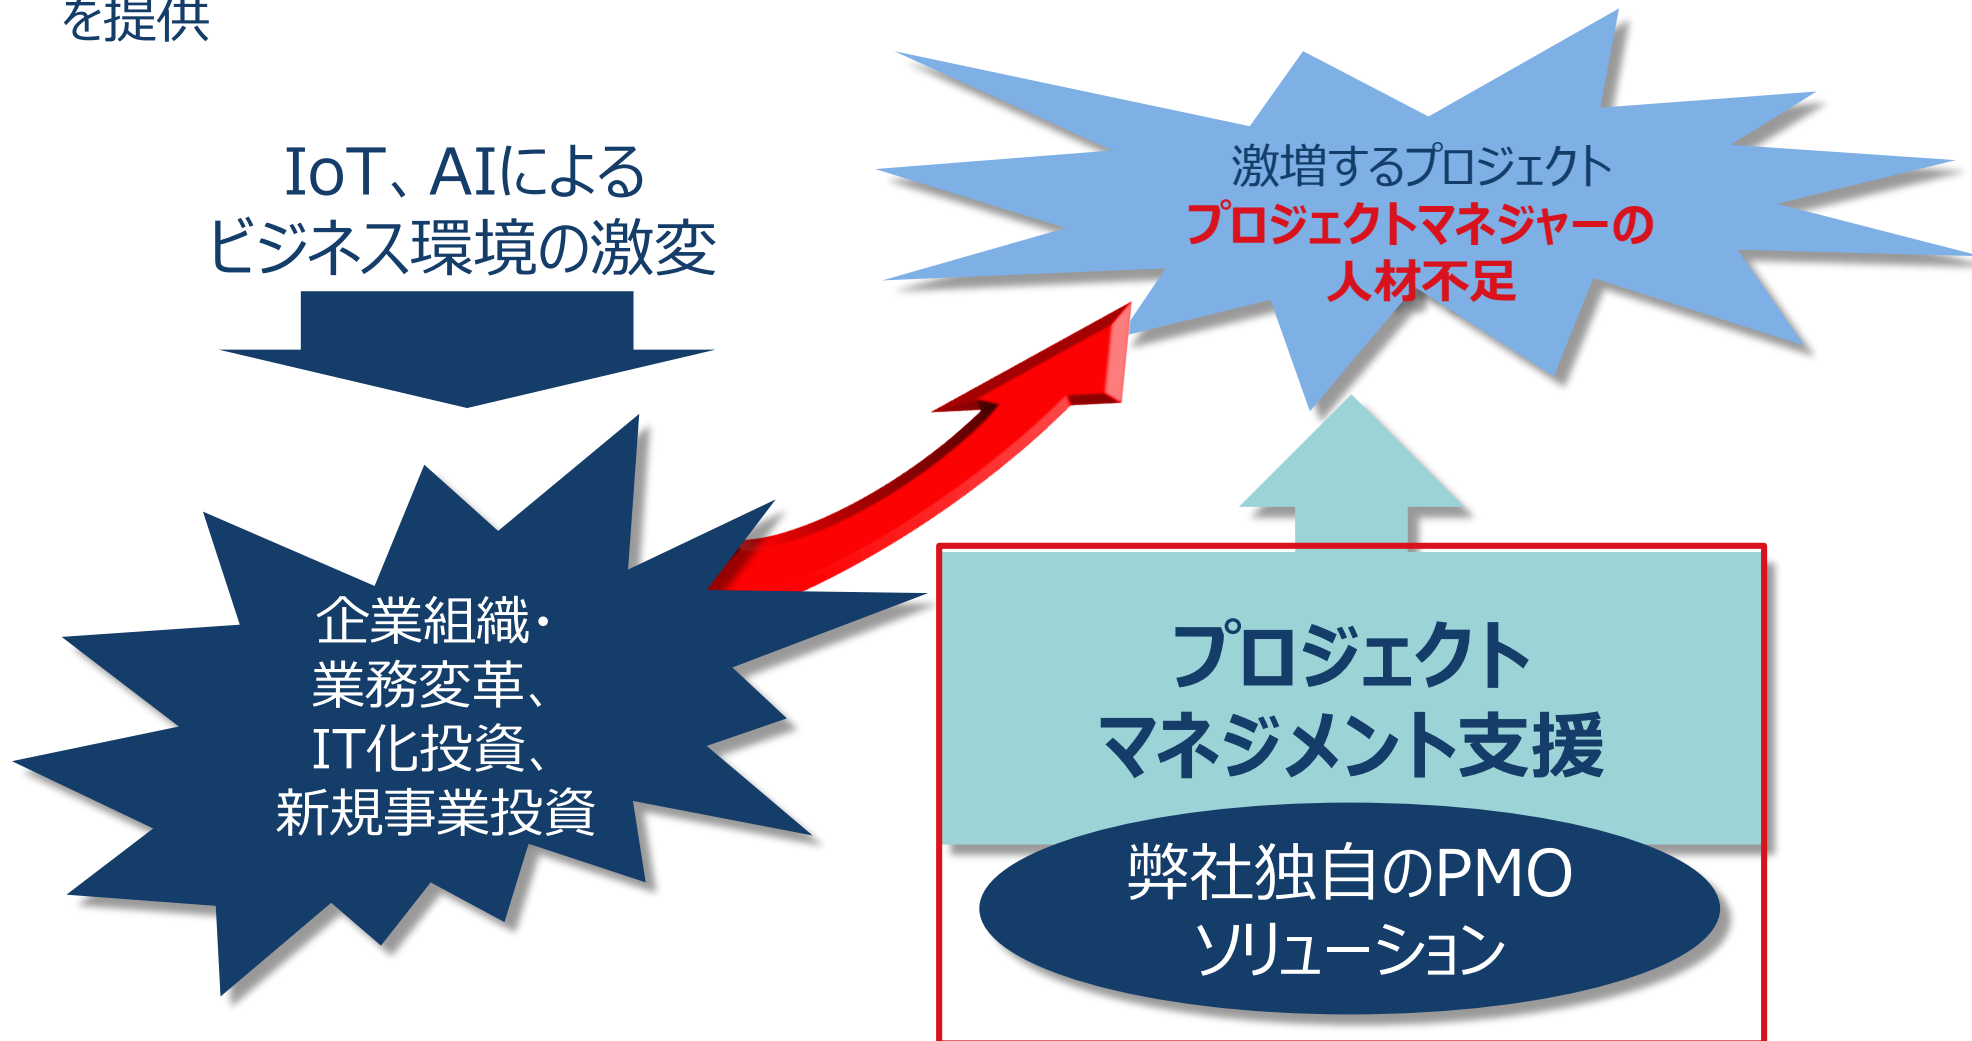 を提供
IoT、AIによる
ビジネス環境の激変
激増するプロジェクト
プロジェクトマネジャーの
人材不足
企業組織・
業務変革、
IT化投資、
新規事業投資
プロジェクト
マネジメント支援
弊社独自のPMO
ソリューション